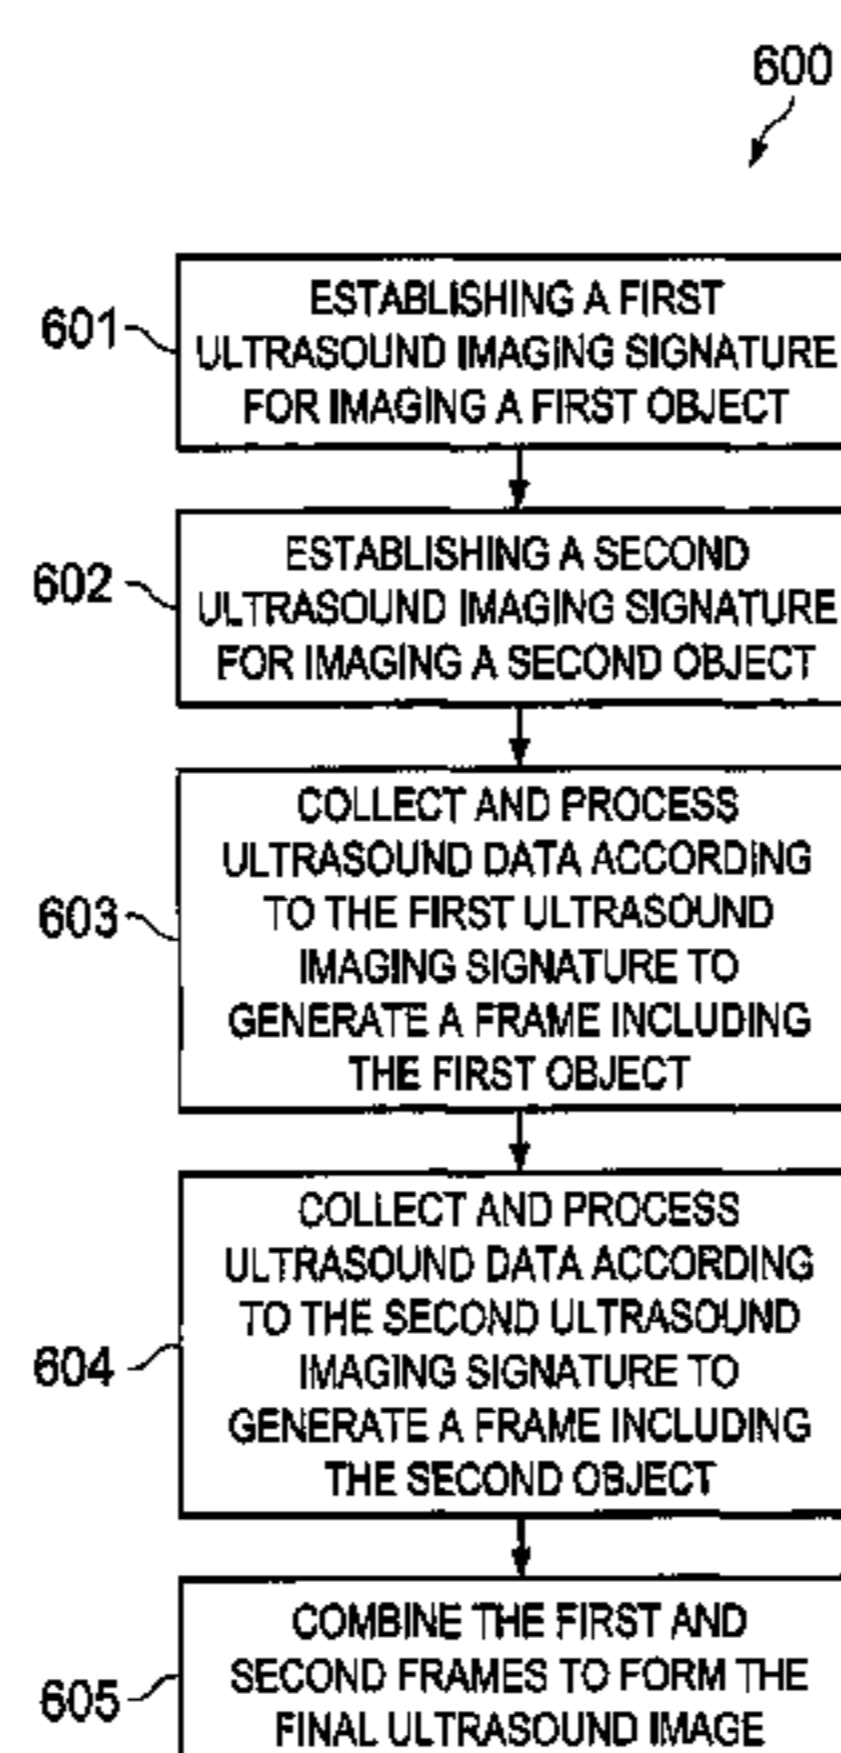 600
601
ESTABLISHING A FIRST
ULTRASOUND IMAGING SIGNATURE
FOR IMAGING A FIRST OBJECT
602
ESTABLISHING A SECOND
ULTRASOUND IMAGING SIGNATURE
FOR IMAGING A SECOND OBJECT
603
COLLECT AND PROCESS
ULTRASOUND DATA ACCORDING
TO THE FIRST ULTRASOUND
IMAGING SIGNATURE TO
GENERATE A FRAME INCLUDING
THE FIRST OBJECT
604
COLLECT AND PROCESS
ULTRASOUND DATA ACCORDING
TO THE SECOND ULTRASOUND
IMAGING SIGNATURE TO
GENERATE A FRAME INCLUDING
THE SECOND OBJECT
605
COMBINE THE FIRST AND
SECOND FRAMES TO FORM THE
FINAL ULTRASOUND IMAGE